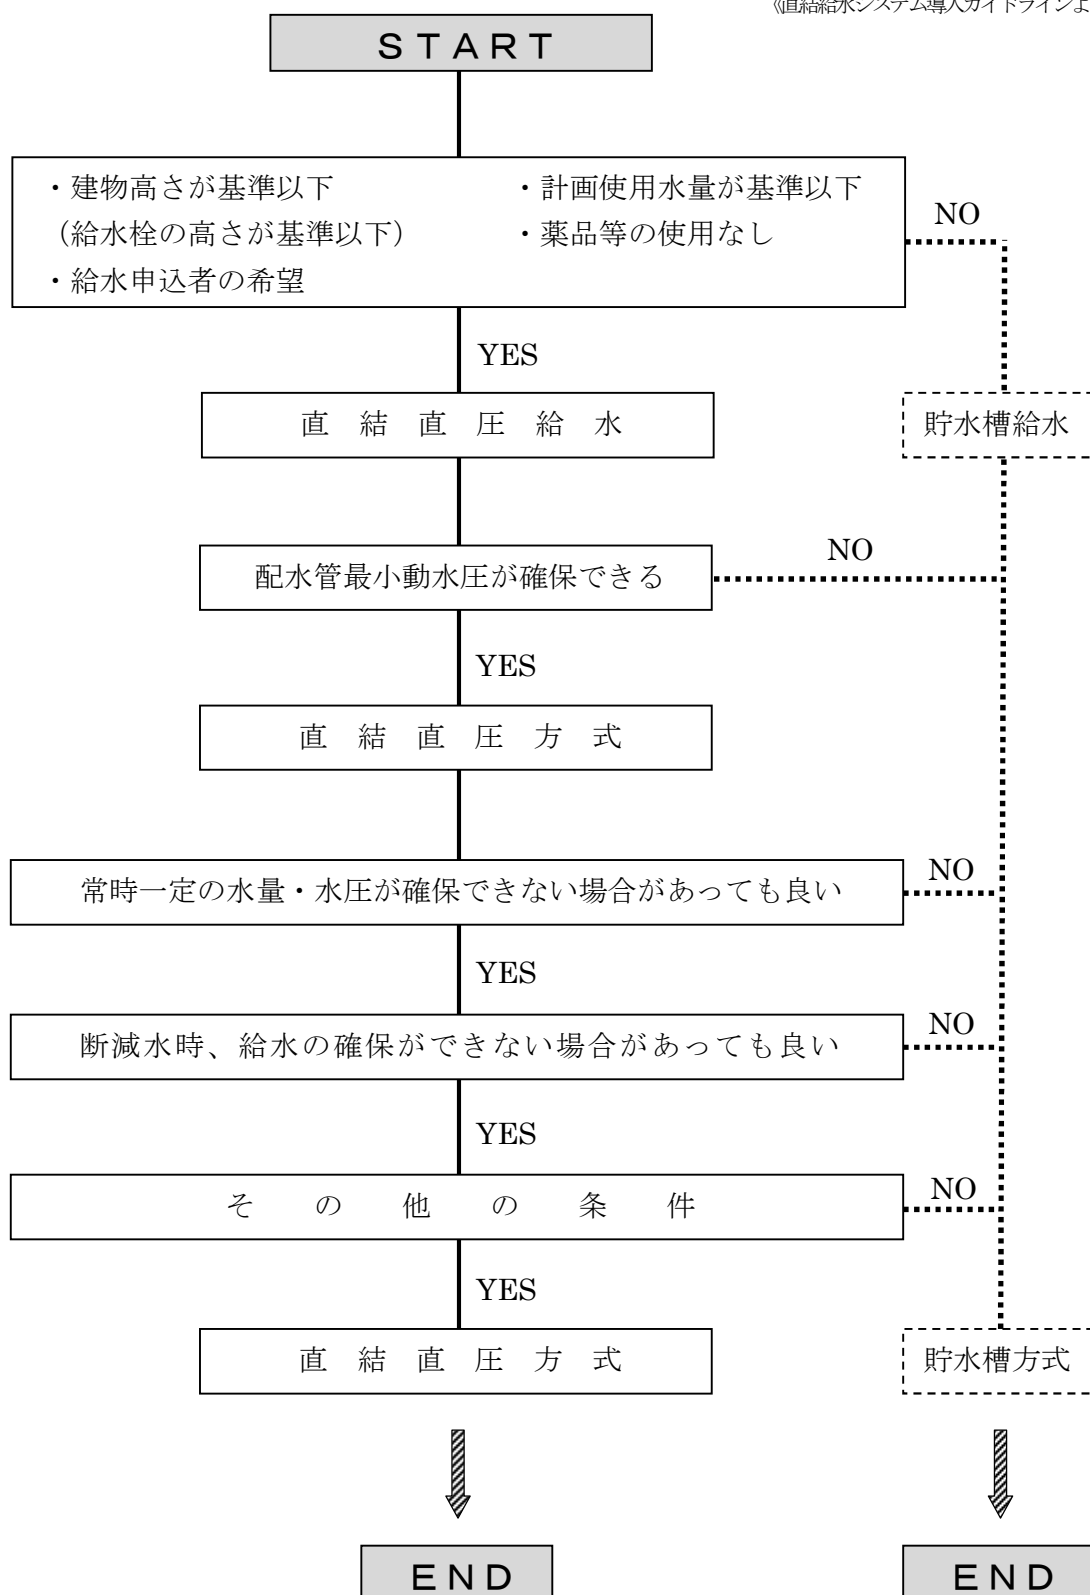 《直結給水システム導入ガイドラインよ
ＳＴＡＲＴ
・建物高さが基準以下
（給水栓の高さが基準以下）
・給水申込者の希望
・計画使用水量が基準以下
・薬品等の使用なし
NO
YES
直結直圧給水
貯水槽給水
配水管最小動水圧が確保できる
NO
YES
直結直圧方式
常時一定の水量・水圧が確保できない場合があっても良い
NO
YES
断減水時、給水の確保ができない場合があっても良い
NO
YES
その他の条件
NO
YES
直結直圧方式
貯水槽方式
ＥＮＤ
ＥＮＤ